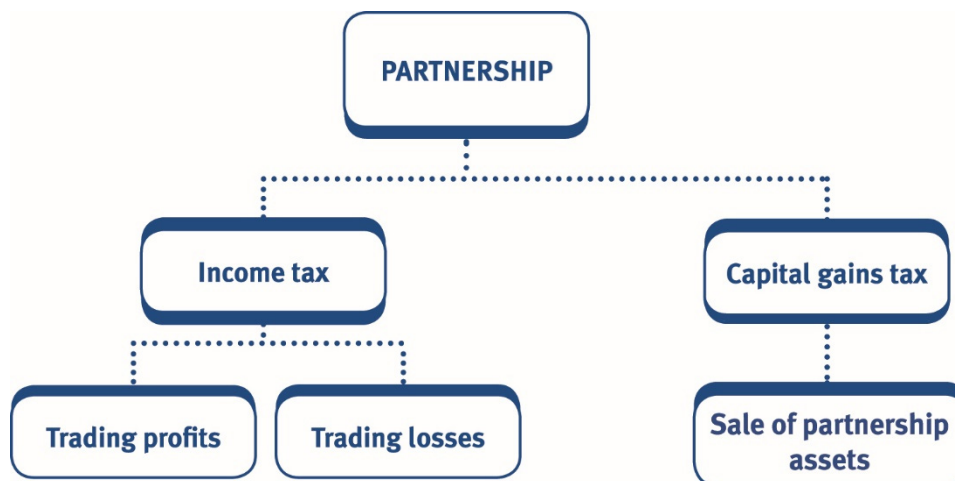 PARTNERSHIP
Income tax
Capital gains tax
Trading profits
Trading losses
Sale of partnership
assets